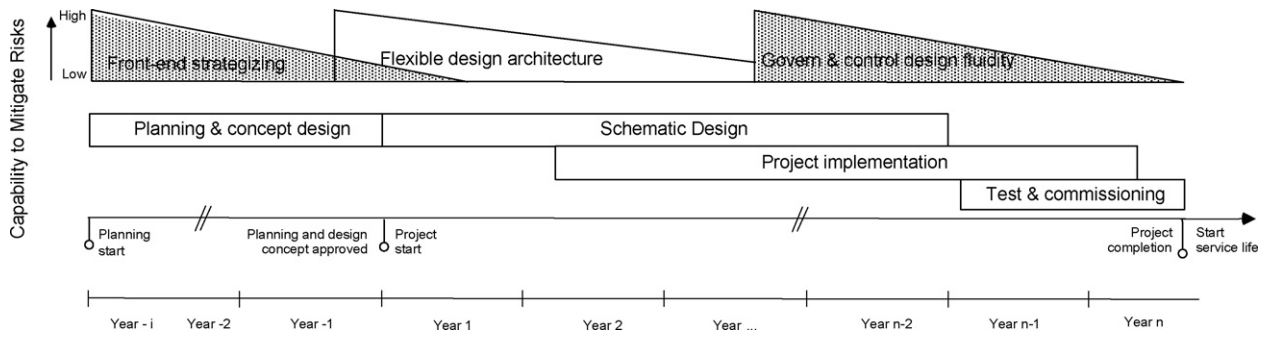 Capability to Mitigate Risks
High
Low
Front-end strategizing
Flexible design architecture
Govern & control design fluidity
Planning & concept design
Schematic Design
Project implementation
Test & commissioning
Planning
start
Planning and design
concept approved
Project
start
Project
completion
Start
service life
Year - i
Year -2
Year -1
Year 1
Year 2
Year ...
Year n-2
Year n-1
Year n